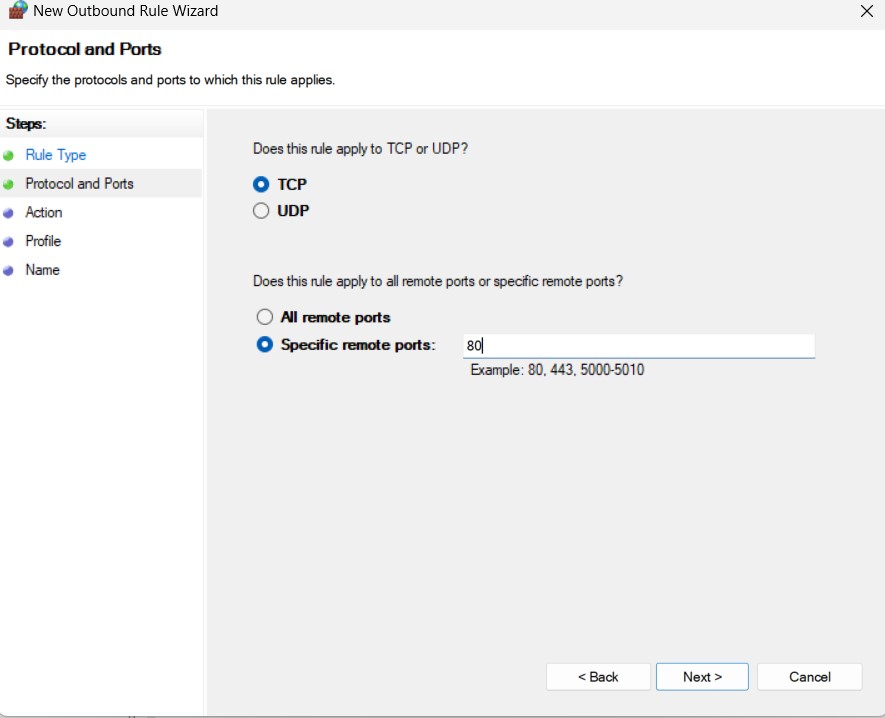 New Outbound Rule Wizard
Protocol and Ports
Specify the protocols and ports to which this rule applies.
Steps:
Rule Type
Protocol and Ports
Action
Profile
Name
Does this rule apply to TCP or UDP?
TCP
UDP
Does this rule apply to all remote ports or specific remote ports?
All remote ports
Specific remote ports: 80
Example: 80, 443, 5000-5010
< Back Next > Cancel